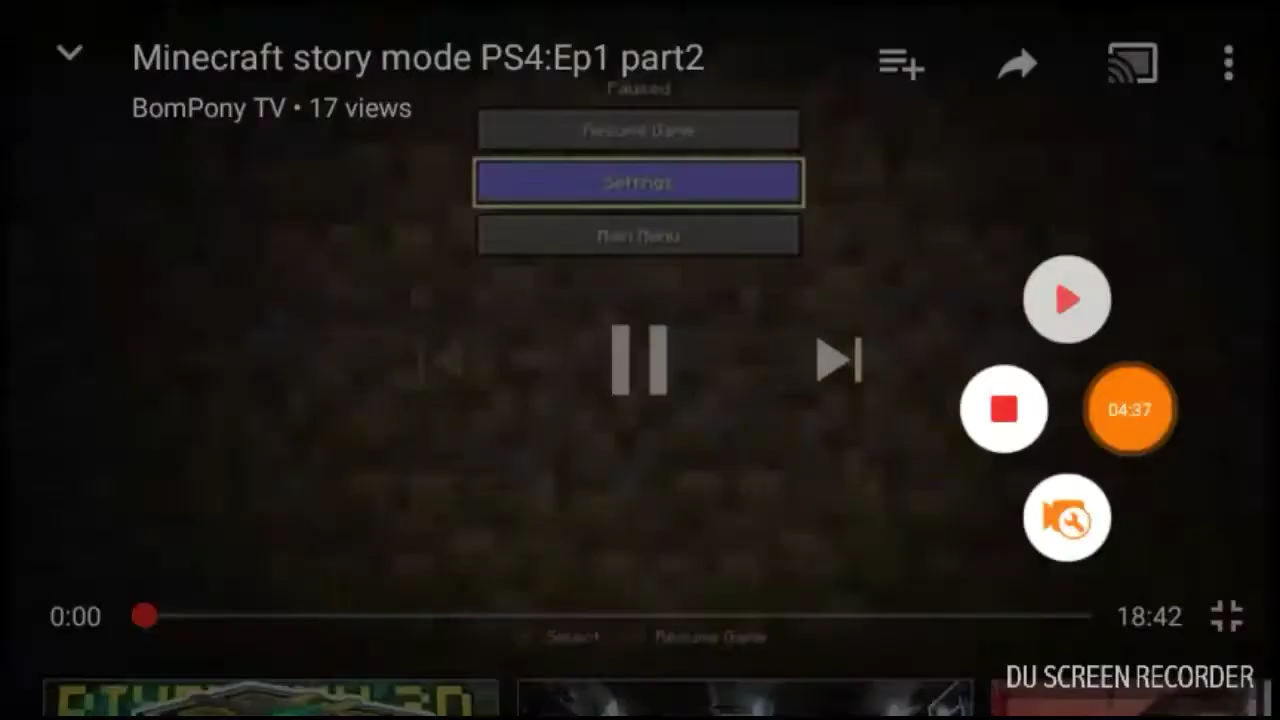 Minecraft story mode PS4:Ep1 part2
BomPony TV • 17 views
Paused
Resume Game
Settings
Main Menu
04:37
0:00
18:42
Select
Resume Game
DU SCREEN RECORDER